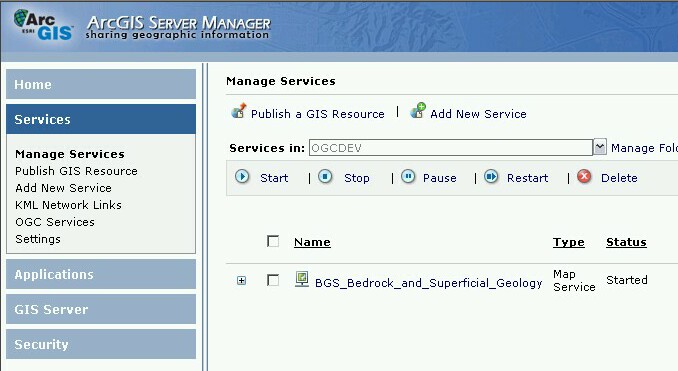 Arc
ESRI GIS™
ARCGIS SERVER MANAGER
sharing geographic information
Home
Services
Manage Services
Publish GIS Resource
Add New Service
KML Network Links
OGC Services
Settings
Applications
GIS Server
Security
Manage Services
Publish a GIS Resource | Add New Service
Services in: OGCDEV Manage Fol
Start | Stop | Pause | Restart | Delete
Name Type Status
BGS_Bedrock_and_Superficial_Geology Map Service Started